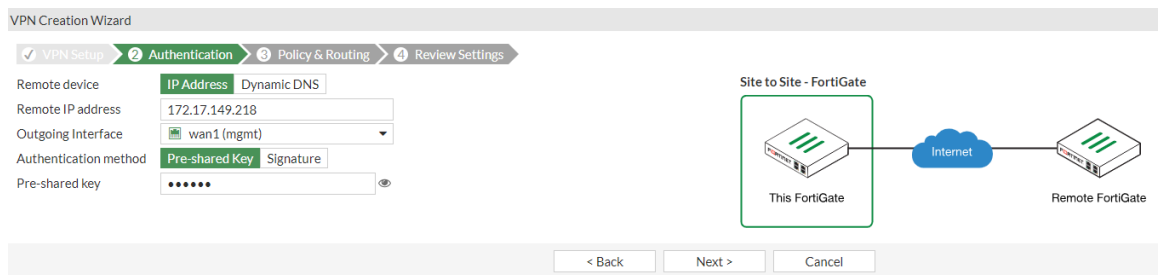 VPN Creation Wizard
VPN Setup 2 Authentication 3 Policy & Routing 4 Review Settings
Remote device IP Address Dynamic DNS
Remote IP address 172.17.149.218
Outgoing Interface wan1 (mgmt)
Authentication method Pre-shared Key Signature
Pre-shared key ••••••
Site to Site - FortiGate
Internet
This FortiGate
Remote FortiGate
< Back Next > Cancel